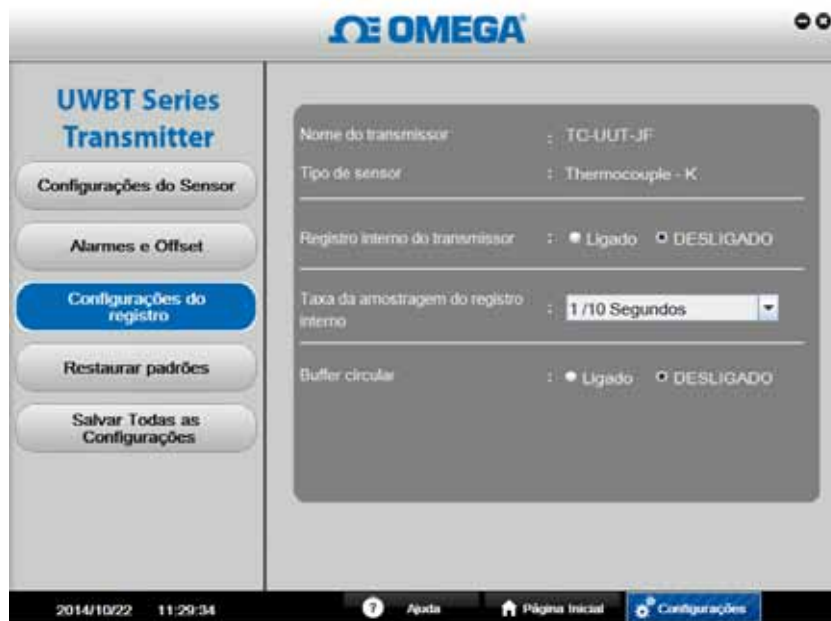 OMEGA
UWBT Series
Transmitter
Configurações do Sensor
Alarmes e Offset
Configurações do
registro
Restaurar padrões
Salvar Todas as
Configurações
Nome do transmissor : TC-UUT-JF
Tipo de sensor : Thermocouple - K
Registro interno do transmissor : Ligado DESLIGADO
Taxa da amostragem do registro
interno : 1 /10 Segundos
Buffer circular : Ligado DESLIGADO
2014/10/22 11:29:34 ? Ajuda Página Inicial Configurações